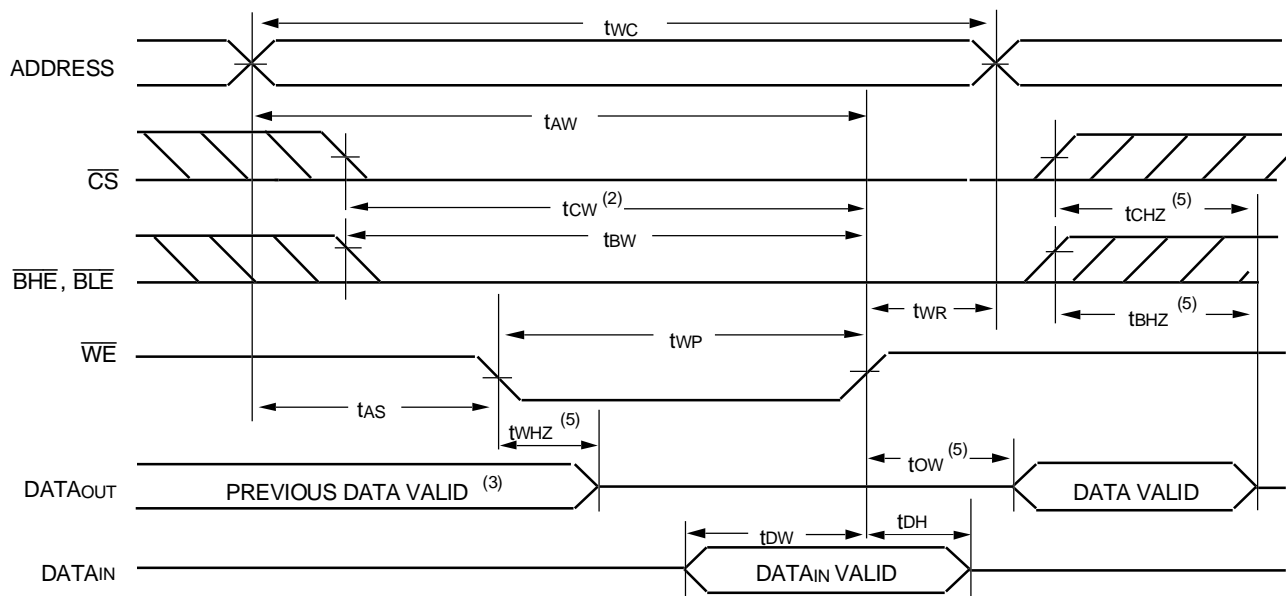 tWC
ADDRESS
tAW
CS
tCW (2)
tCHZ (5)
tBW
BHE, BLE
tWR
tBHZ (5)
tWP
WE
tAS
tWHZ (5)
tOW (5)
DATAOUT
PREVIOUS DATA VALID (3)
DATA VALID
tDW
tDH
DATAIN
DATAIN VALID